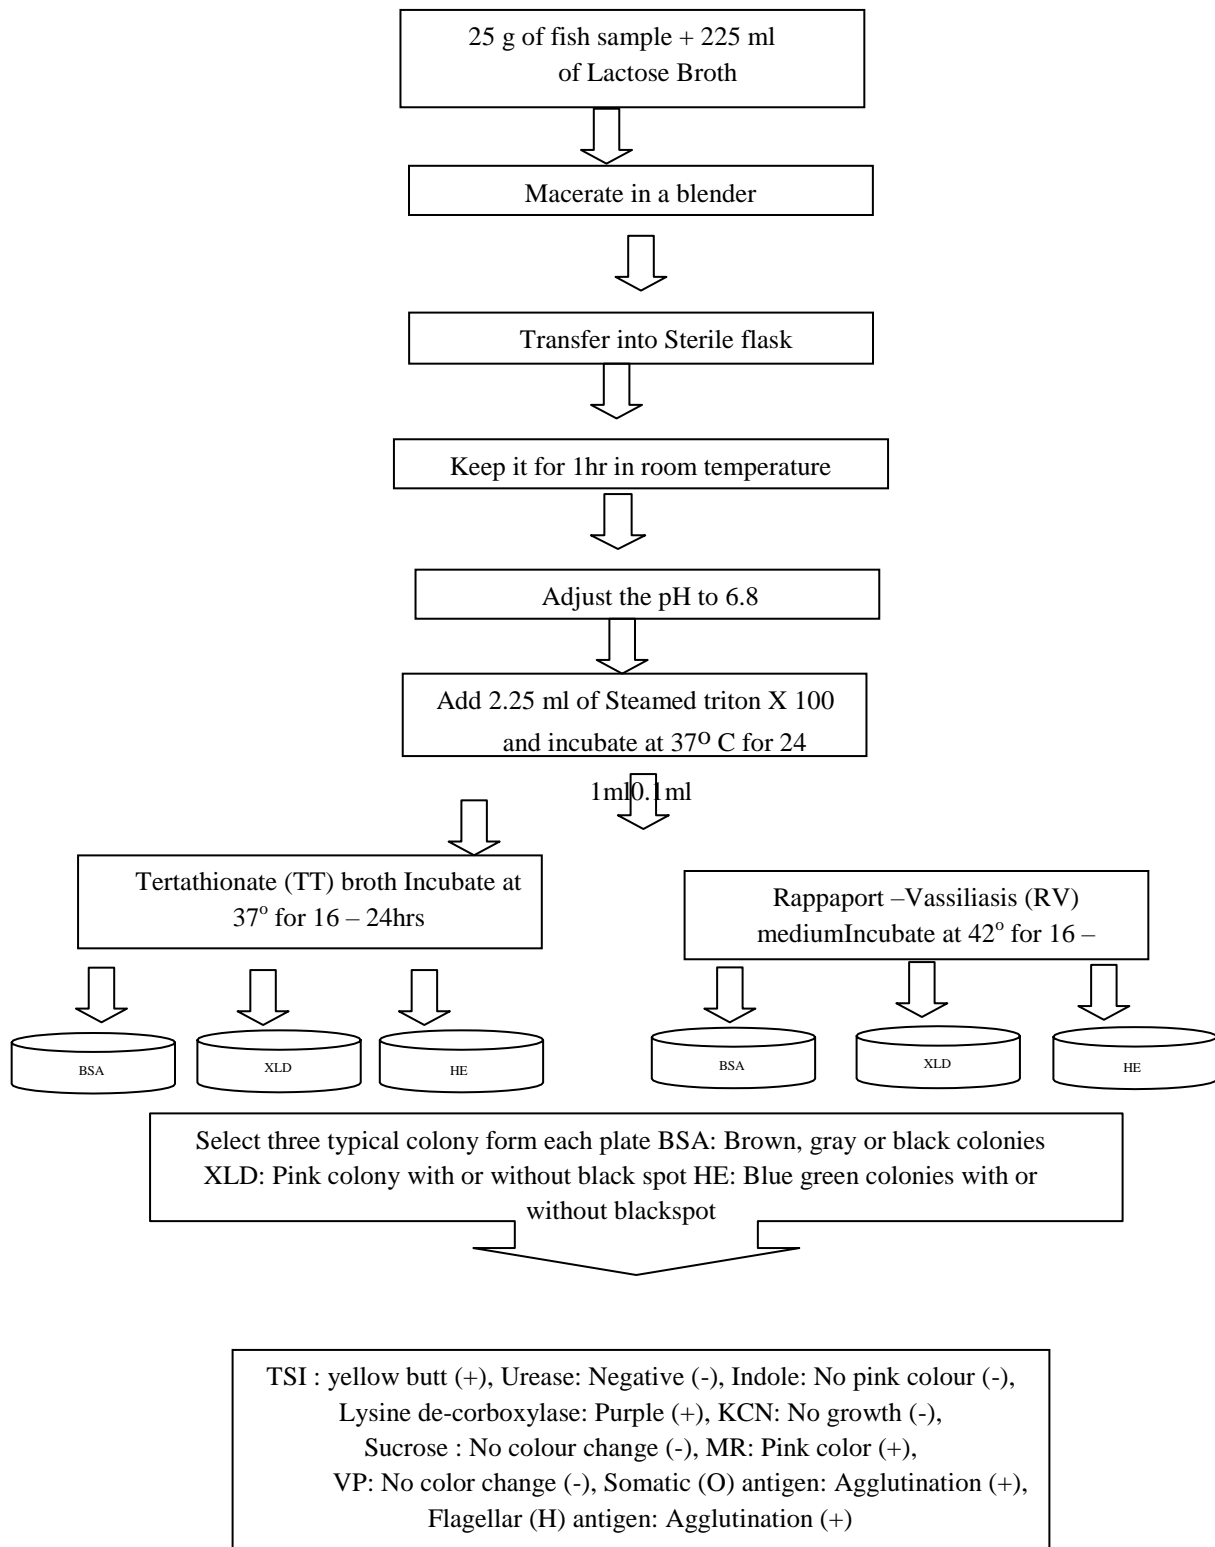 25 g of fish sample + 225 ml
of Lactose Broth
Macerate in a blender
Transfer into Sterile flask
Keep it for 1hr in room temperature
Adjust the pH to 6.8
Add 2.25 ml of Steamed triton X 100
and incubate at 37º C for 24
1ml0.1ml
Tertathionate (TT) broth Incubate at
37º for 16 – 24hrs
Rappaport –Vassiliasis (RV)
mediumIncubate at 42º for 16 –
BSA
XLD
HE
BSA
XLD
HE
Select three typical colony form each plate BSA: Brown, gray or black colonies
XLD: Pink colony with or without black spot HE: Blue green colonies with or
without blackspot
TSI : yellow butt (+), Urease: Negative (-), Indole: No pink colour (-),
Lysine de-corboxylase: Purple (+), KCN: No growth (-),
Sucrose : No colour change (-), MR: Pink color (+),
VP: No color change (-), Somatic (O) antigen: Agglutination (+),
Flagellar (H) antigen: Agglutination (+)